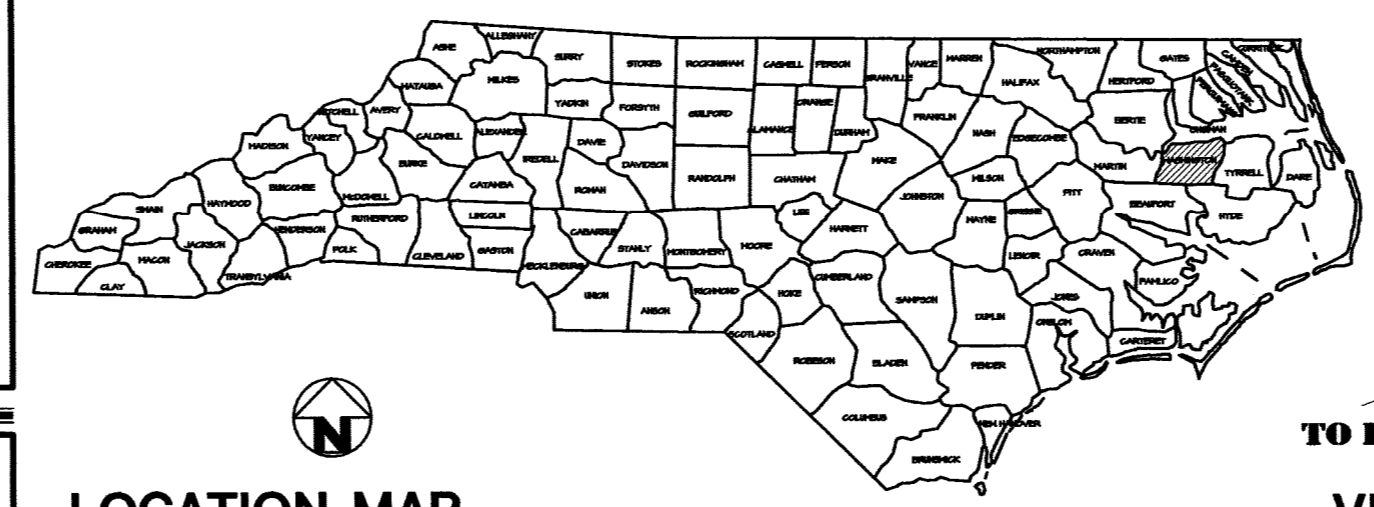 ALLEGHANY
ASHE
SURRY
STOKES
ROCKINGHAM
CASWELL
PERSON
GRANVILLE
VANCE
WARREN
NORTHAMPTON
GATES
CURRITUCK
CAMDEN
PASQUOTANK
PERQUIMANS
HERTFORD
HALIFAX
WILKES
WATAUGA
YADKIN
FORSYTH
GUILFORD
ALAMANCE
ORANGE
DURHAM
FRANKLIN
NASH
EDGECOMBE
BERTIE
CHOWAN
MITCHELL
AVERY
YANCEY
CALDWELL
ALEXANDER
IREDELL
DAVIE
DAVIDSON
MADISON
BURKE
BUNCOMBE
McDOWELL
CATAWBA
ROWAN
RANDOLPH
CHATHAM
WAKE
JOHNSTON
WILSON
PITT
MARTIN
WASHINGTON
TYRRELL
DARE
SWAIN
HAYWOOD
GRAHAM
JACKSON
HENDERSON
RUTHERFORD
LINCOLN
CABARRUS
STANLY
MONTGOMERY
MOORE
LEE
HARNETT
WAYNE
GREENE
BEAUFORT
HYDE
CHEROKEE
MACON
CLAY
TRANSYLVANIA
POLK
CLEVELAND
GASTON
MECKLENBURG
UNION
ANSON
RICHMOND
SCOTLAND
HOKE
CUMBERLAND
SAMPSON
LENOIR
CRAVEN
PAMLICO
JONES
DUPLIN
ONSLOW
CARTERET
ROBESON
BLADEN
PENDER
COLUMBUS
NEW HANOVER
BRUNSWICK
N
TO
LOCATION MAP